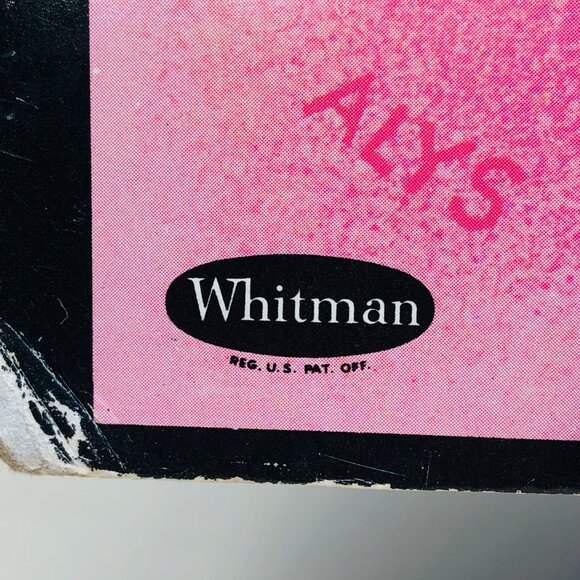 ALYS
Whitman
REG. U.S. PAT. OFF.